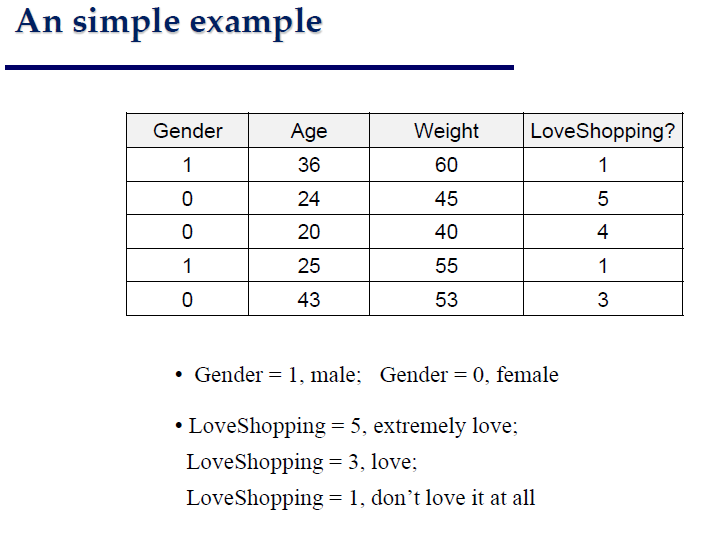 An simple example
Gender Age Weight LoveShopping?
1 36 60 1
0 24 45 5
0 20 40 4
1 25 55 1
0 43 53 3
• Gender = 1, male; Gender = 0, female
• LoveShopping = 5, extremely love;
LoveShopping = 3, love;
LoveShopping = 1, don’t love it at all